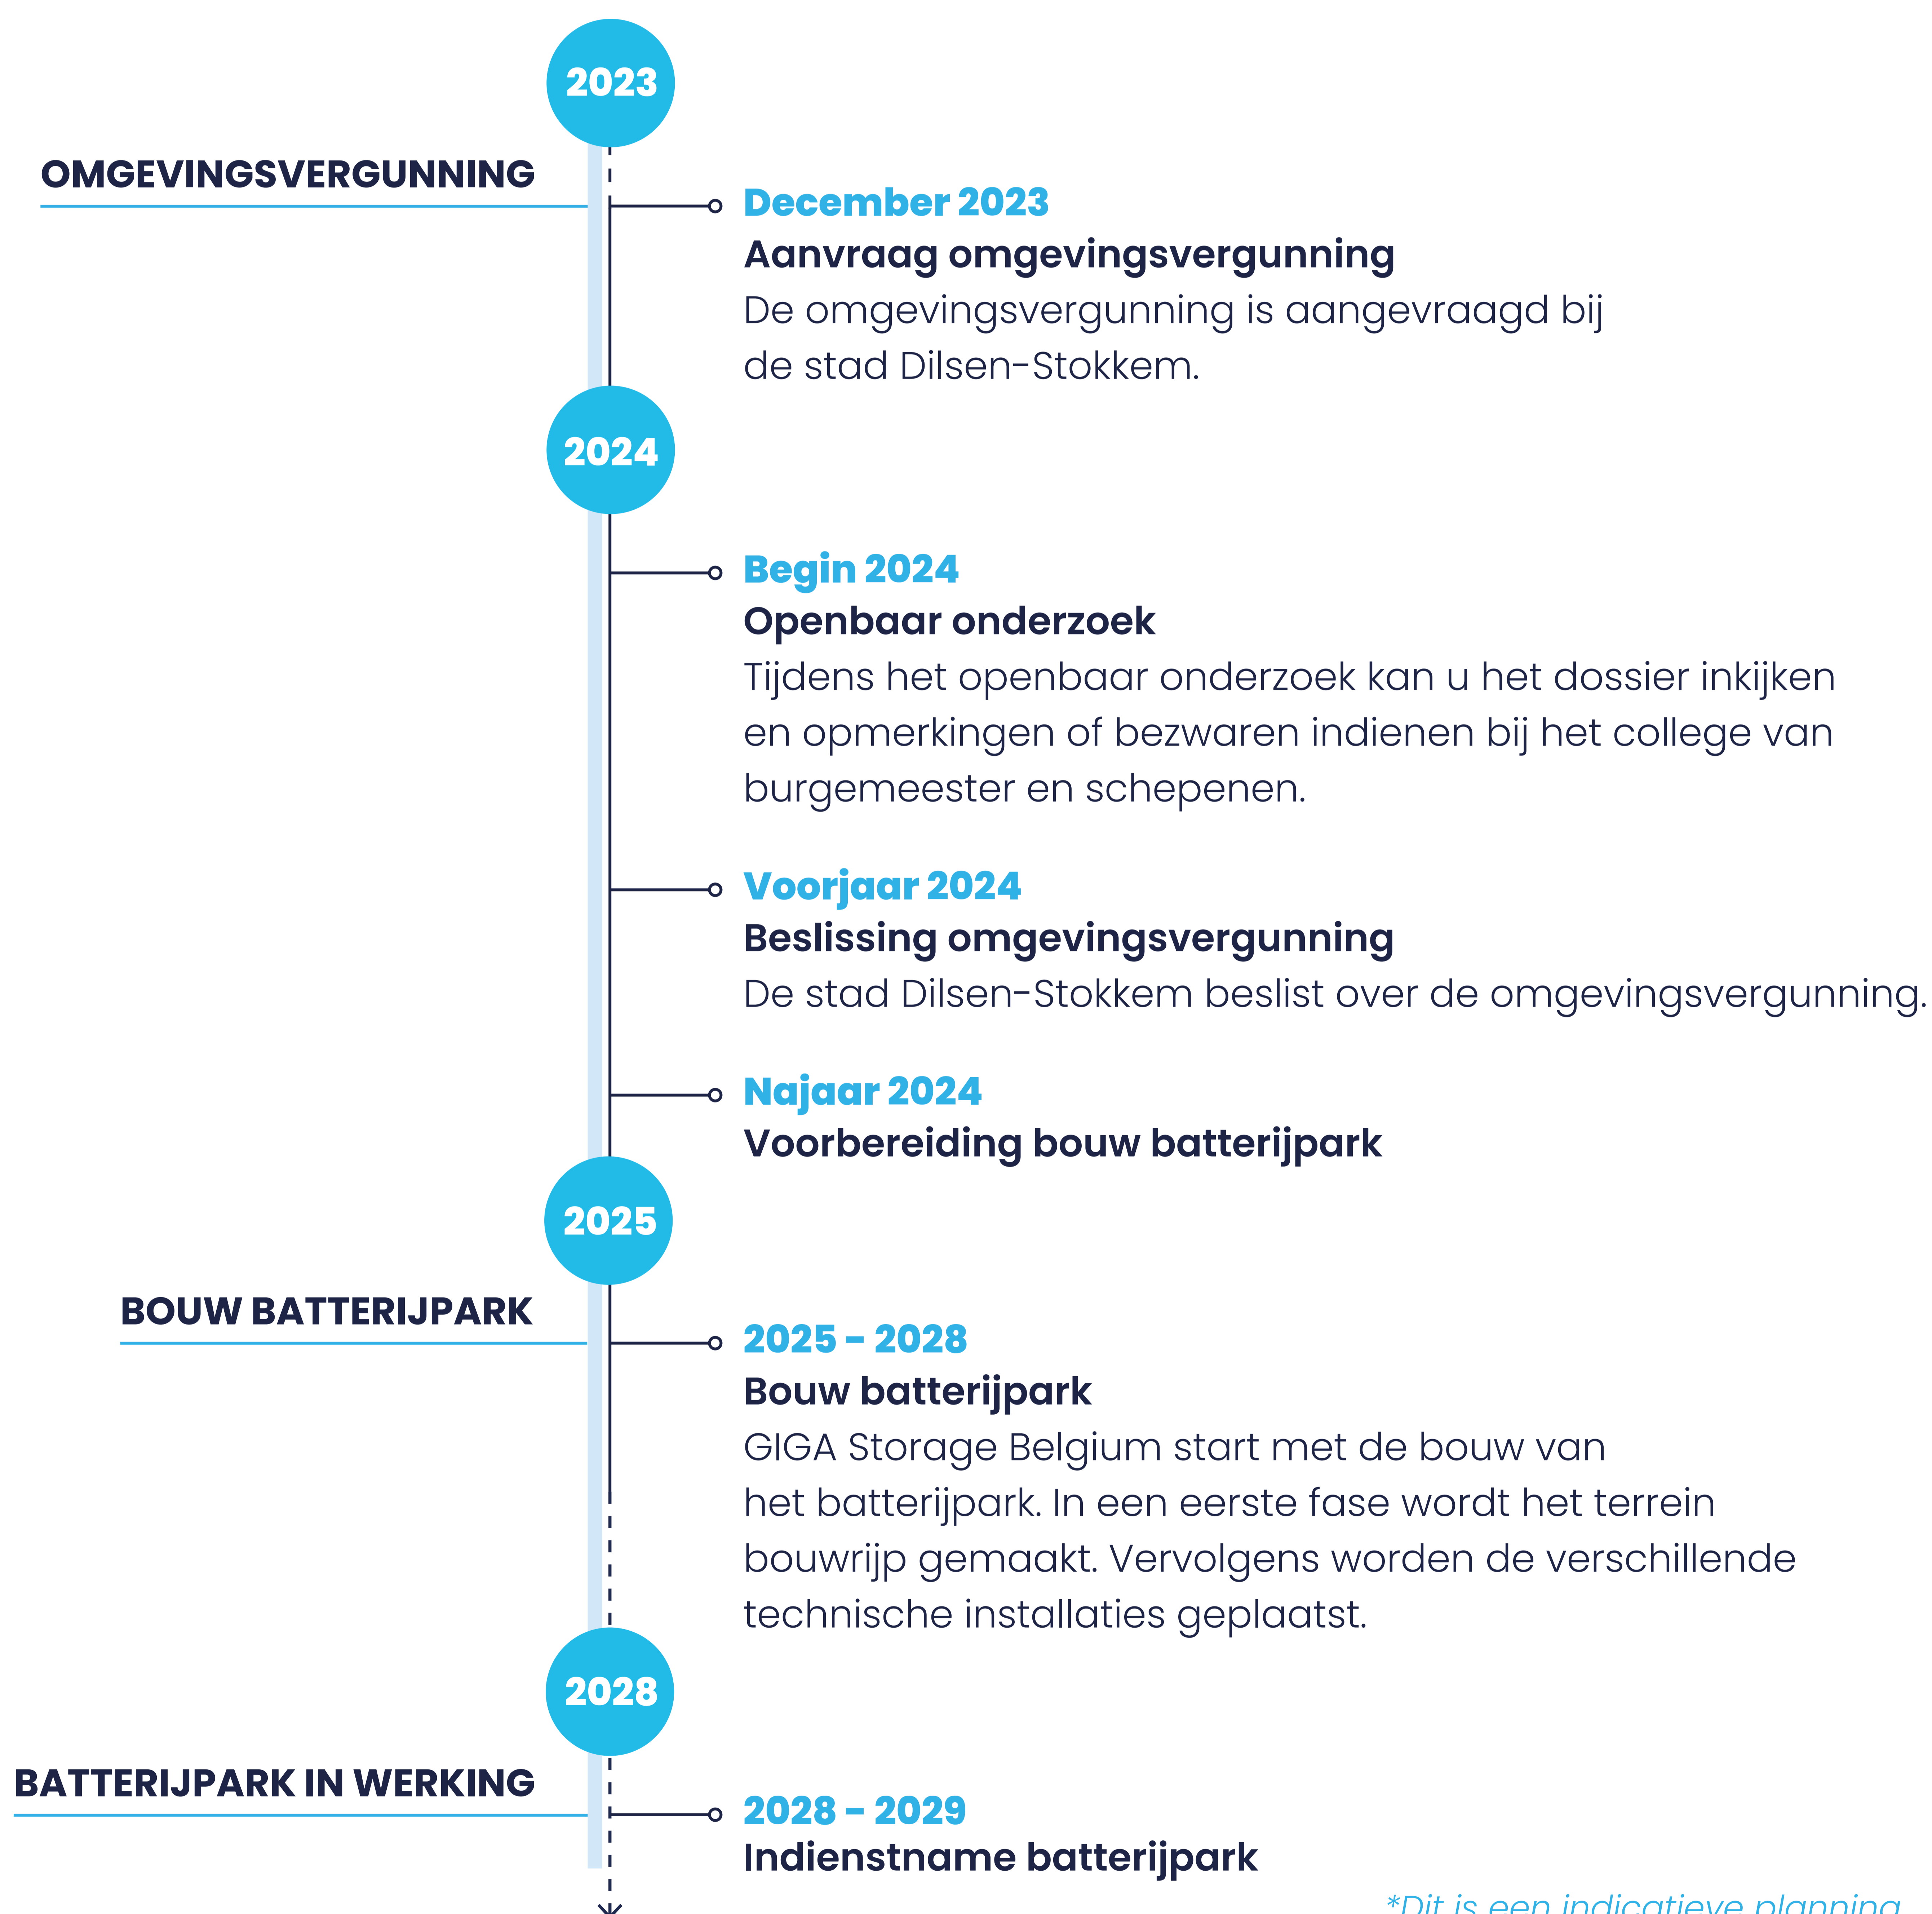 2023
OMGEVINGSVERGUNNING
December 2023
Aanvraag omgevingsvergunning
De omgevingsvergunning is aangevraagd bij
de stad Dilsen-Stokkem.
2024
Begin 2024
Openbaar onderzoek
Tijdens het openbaar onderzoek kan u het dossier inkijken
en opmerkingen of bezwaren indienen bij het college van
burgemeester en schepenen.
Voorjaar 2024
Beslissing omgevingsvergunning
De stad Dilsen-Stokkem beslist over de omgevingsvergunning.
Najaar 2024
Voorbereiding bouw batterijpark
2025
BOUW BATTERIJPARK
2025 - 2028
Bouw batterijpark
GIGA Storage Belgium start met de bouw van
het batterijpark. In een eerste fase wordt het terrein
bouwrijp gemaakt. Vervolgens worden de verschillende
technische installaties geplaatst.
2028
BATTERIJPARK IN WERKING
2028 - 2029
Indienstname batterijpark
*Dit is een indicatieve planning